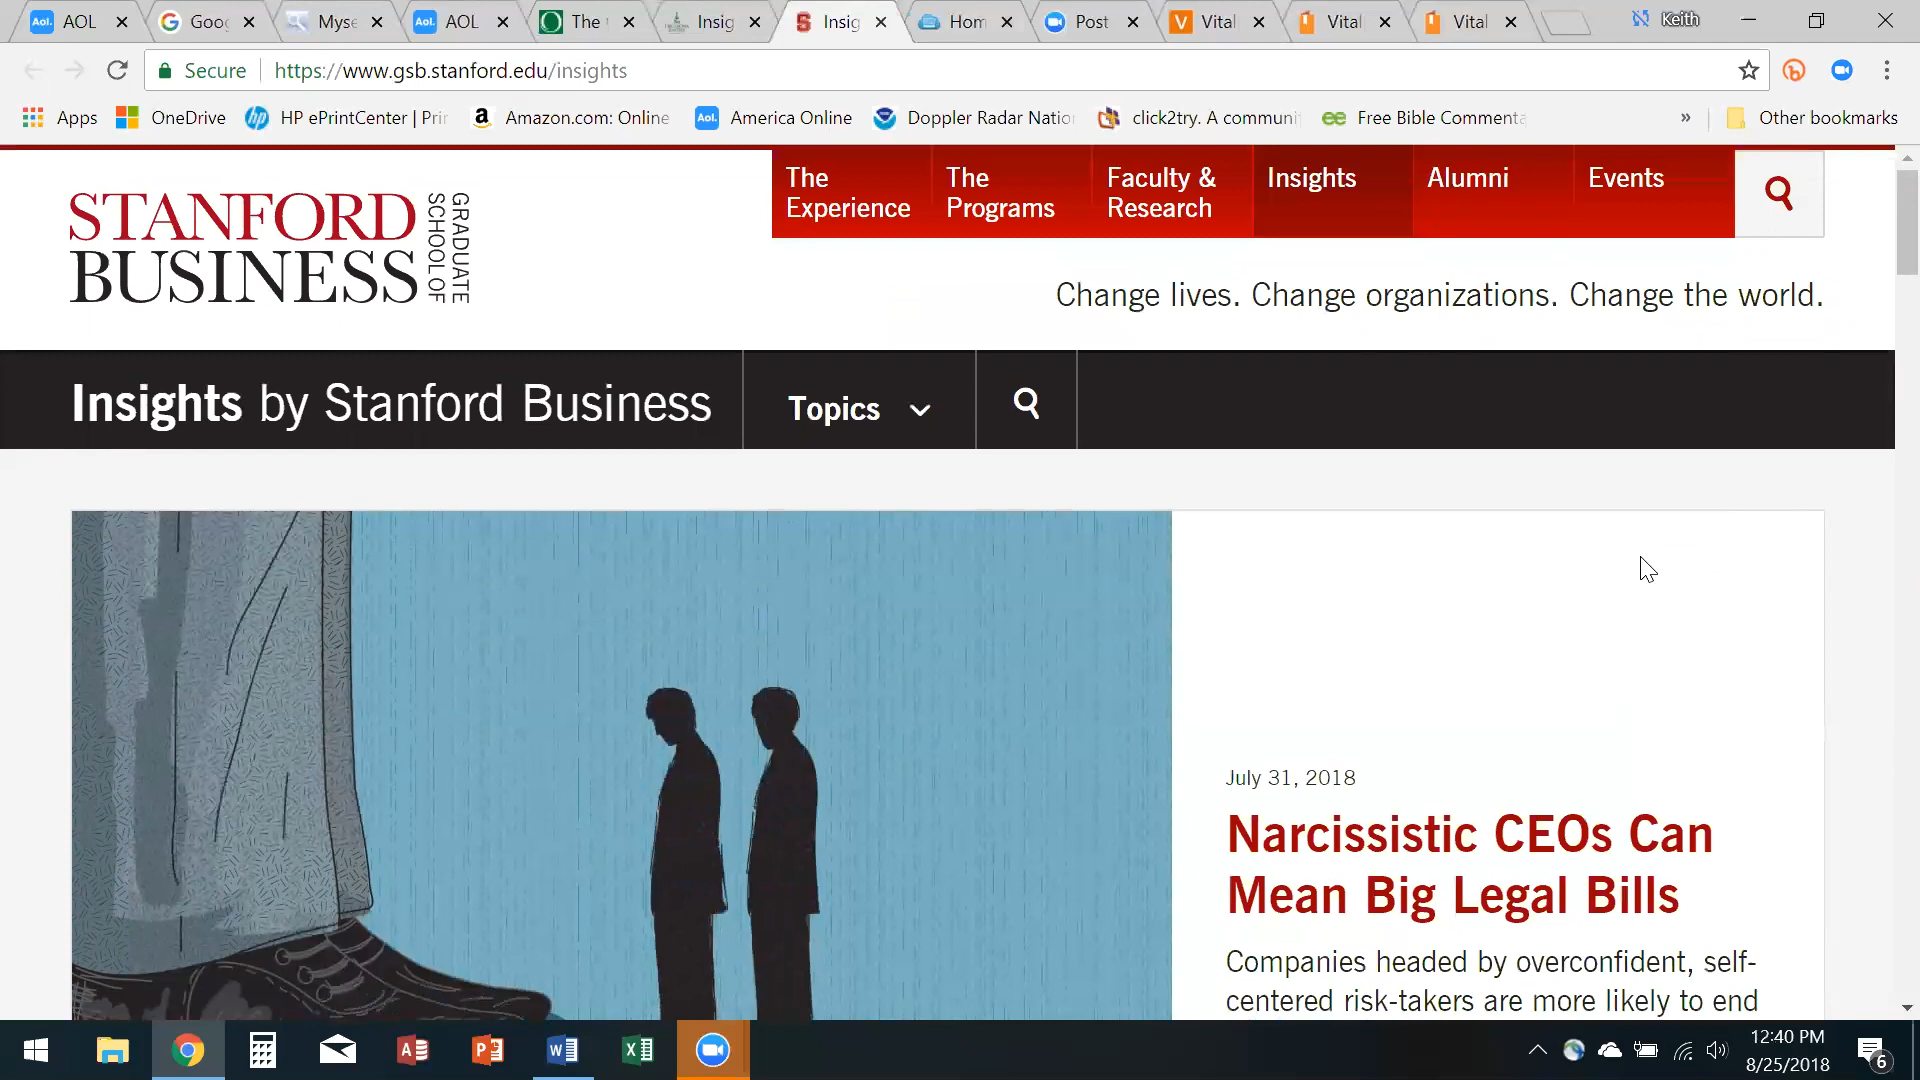 AOL
Goog
Myse
AOL
The
Insig
Insig
Hom
Post
Vital
Vital
Vital
Keith
Secure
https://www.gsb.stanford.edu/insights
Apps
OneDrive
HP ePrintCenter | Prin
Amazon.com: Online
America Online
Doppler Radar Natio
click2try. A communi
Free Bible Commenta
»
Other bookmarks
STANFORD
BUSINESS
GRADUATE
SCHOOL OF
The
Experience
The
Programs
Faculty &
Research
Insights
Alumni
Events
Change lives. Change organizations. Change the world.
Insights by Stanford Business
Topics
July 31, 2018
Narcissistic CEOs Can
Mean Big Legal Bills
Companies headed by overconfident, self-
centered risk-takers are more likely to end
12:40 PM
8/25/2018
6